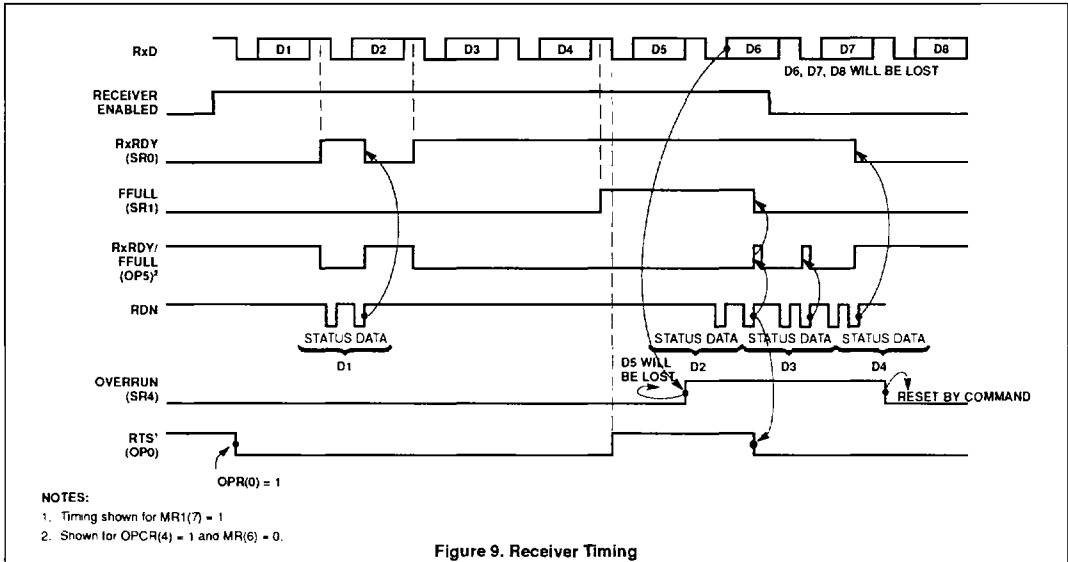 RxD D1 D2 D3 D4 D5 D6 D7 D8
D6, D7, D8 WILL BE LOST
RECEIVER
ENABLED
RxRDY
(SR0)
FFULL
(SR1)
RxRDY/
FFULL
(OP5)²
RDN
STATUS DATA STATUS DATA STATUS DATA STATUS DATA
D1 D2 D3 D4
D5 WILL
BE LOST
OVERRUN
(SR4)
RESET BY COMMAND
RTS¹
(OP0)
OPR(0) = 1
NOTES:
1. Timing shown for MR1(7) = 1
2. Shown for OPCR(4) = 1 and MR(6) = 0.
Figure 9. Receiver Timing